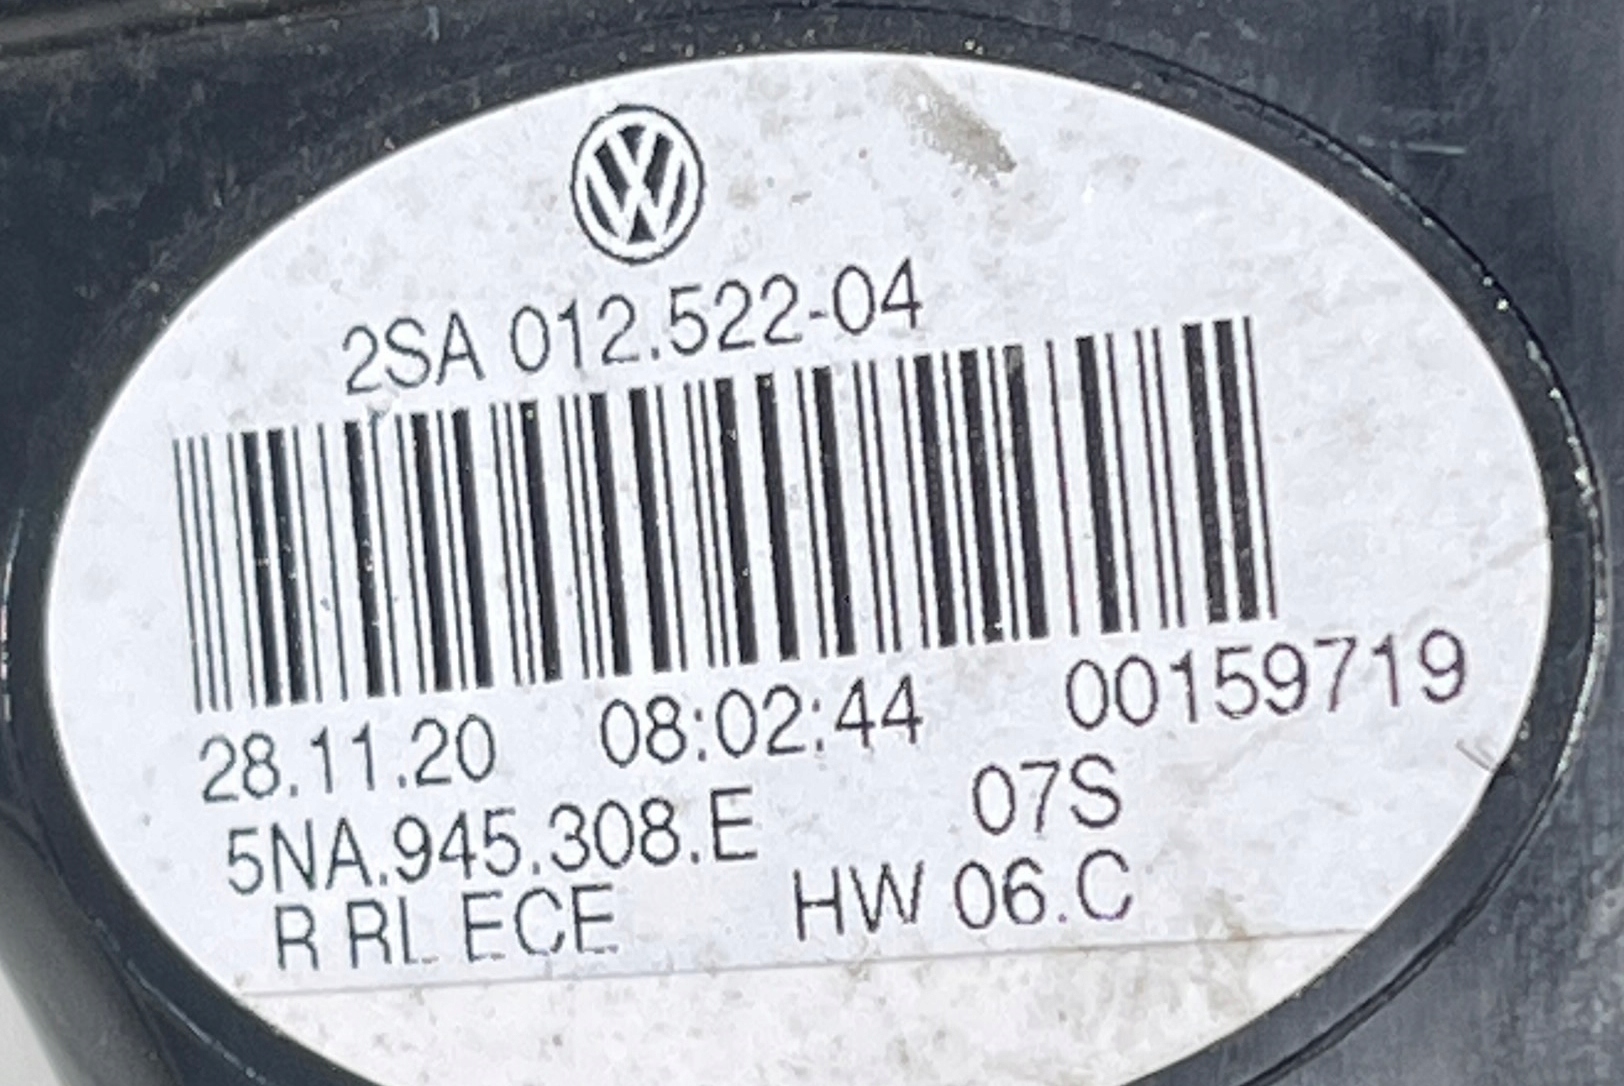 2SA 012.522-04
28.11.20 08:02:44 00159719
5NA.945.308.E 07S
R RL ECE HW 06.C